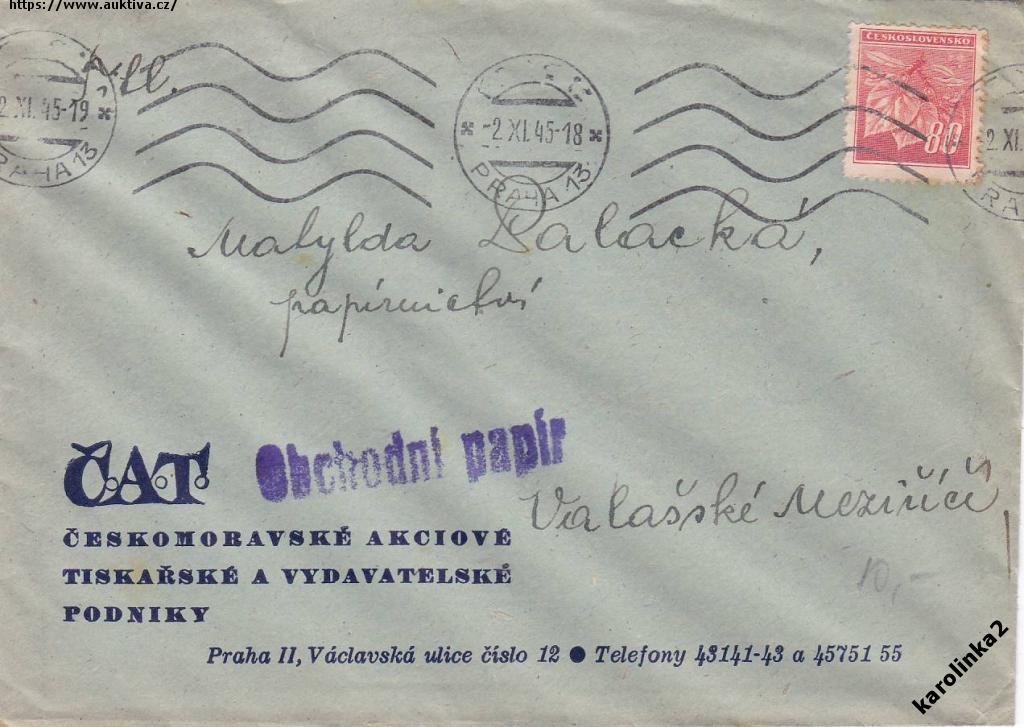 https://www.auktiva.cz/
ČESKOSLOVENSKO
80
2.XI.45-19
PRAHA 13
-2.XI.45-18
PRAHA 13
2.XI.
Matylda Palacká,
papírnictví
Obchodní papír
Valašské Meziříčí
Č.A.T.
ČESKOMORAVSKÉ AKCIOVÉ
TISKAŘSKÉ A VYDAVATELSKÉ
PODNIKY
10,-
Praha II, Václavská ulice číslo 12 ● Telefony 43141-43 a 45751 55
karolinka2